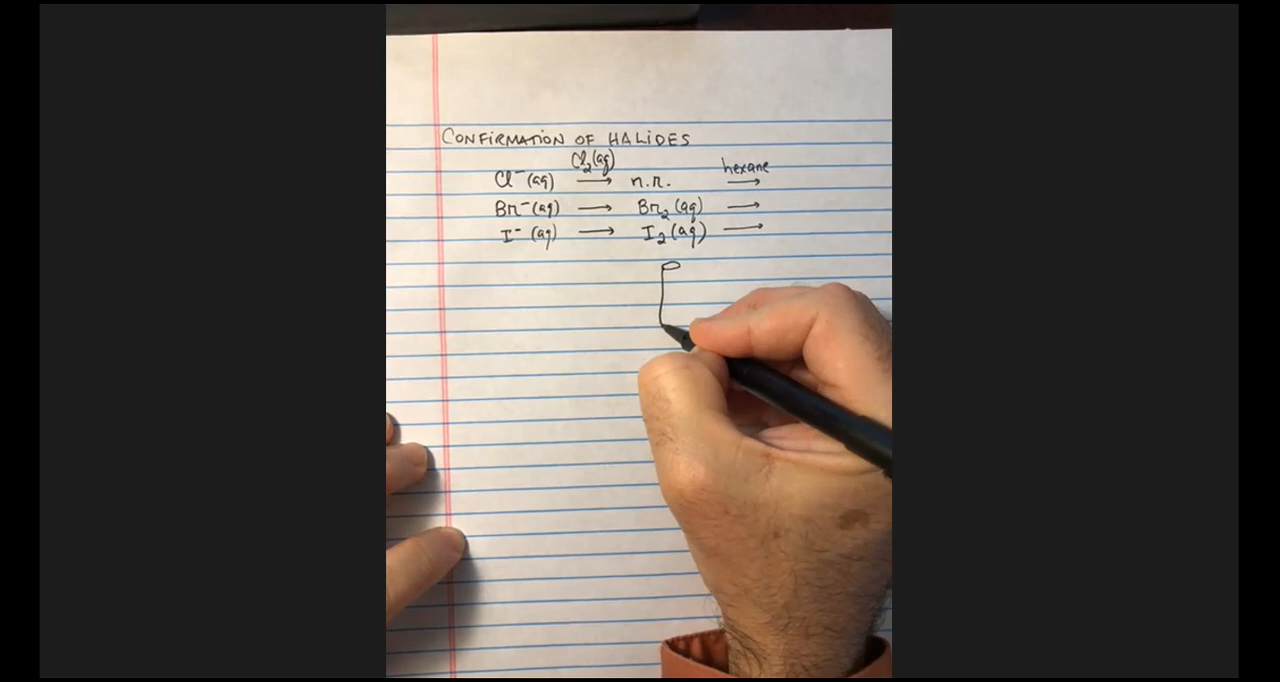 CONFIRMATION OF HALIDES
Cl₂(aq) hexane
Cl⁻(aq) → n.r. →
Br⁻(aq) → Br₂(aq) →
I⁻(aq) → I₂(aq) →